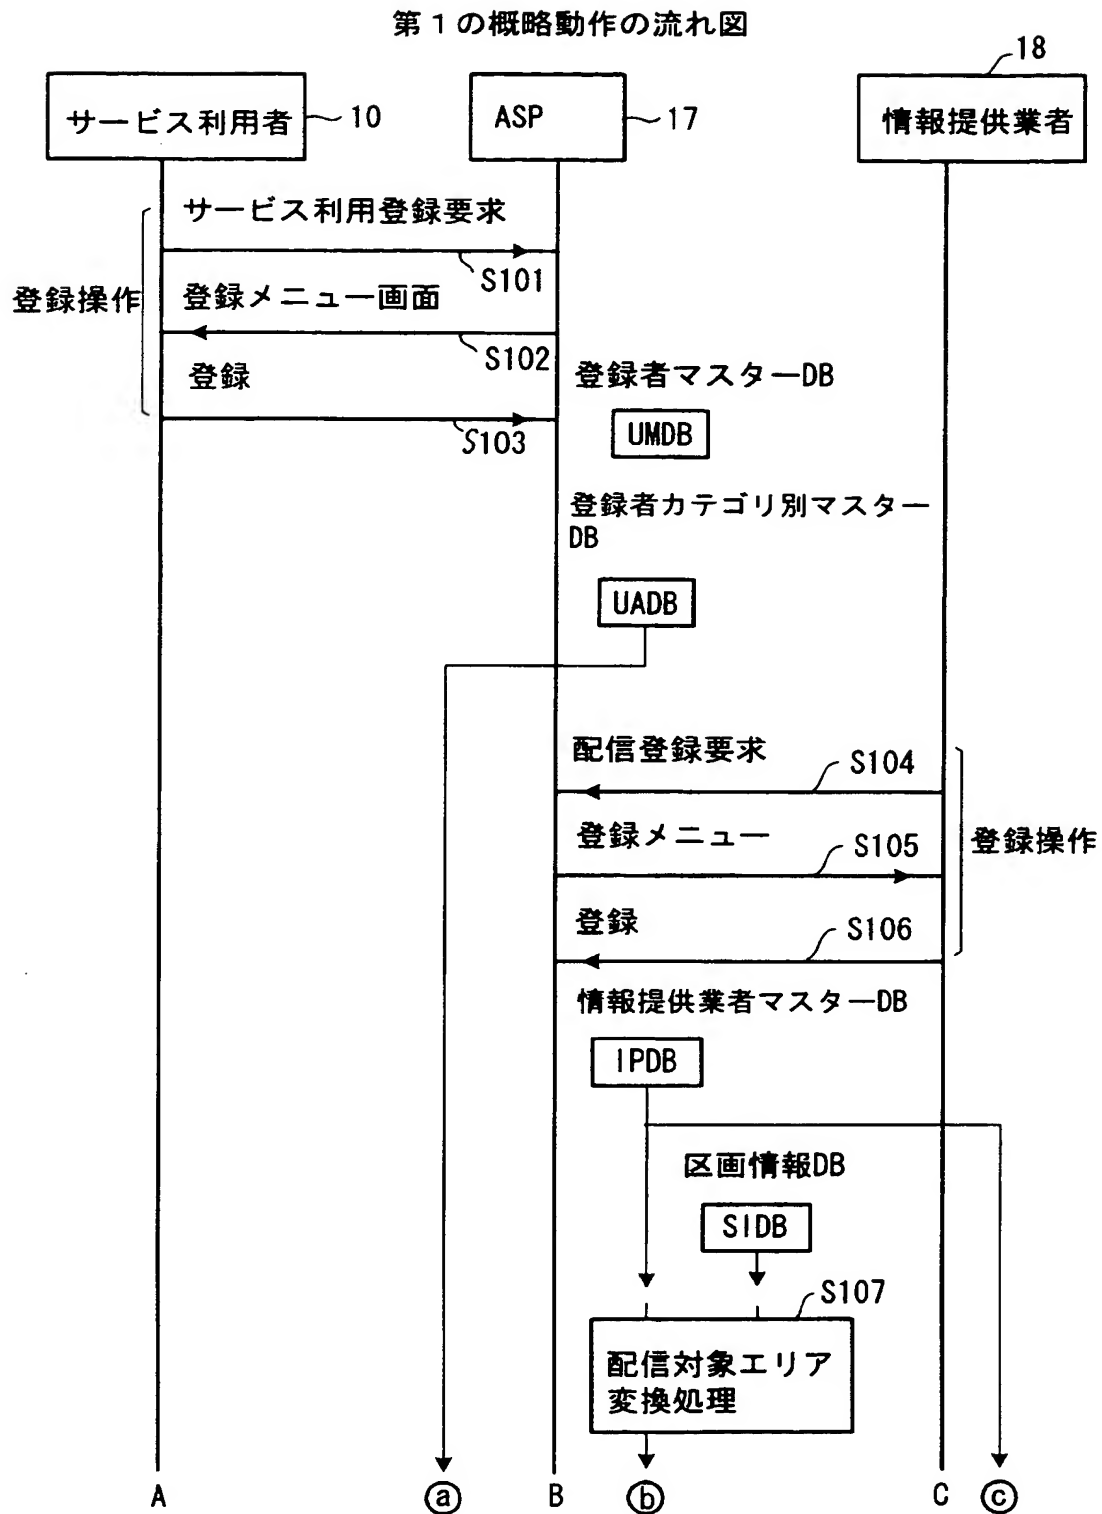 第１の概略動作の流れ図
サービス利用者
10
ASP
17
情報提供業者
18
サービス利用登録要求
S101
登録操作
登録メニュー画面
S102
登録
S103
登録者マスターDB
UMDB
登録者カテゴリ別マスター
DB
UADB
配信登録要求
S104
登録メニュー
S105
登録操作
登録
S106
情報提供業者マスターDB
IPDB
区画情報DB
SIDB
S107
配信対象エリア
変換処理
A
ⓐ
B
ⓑ
C
ⓒ